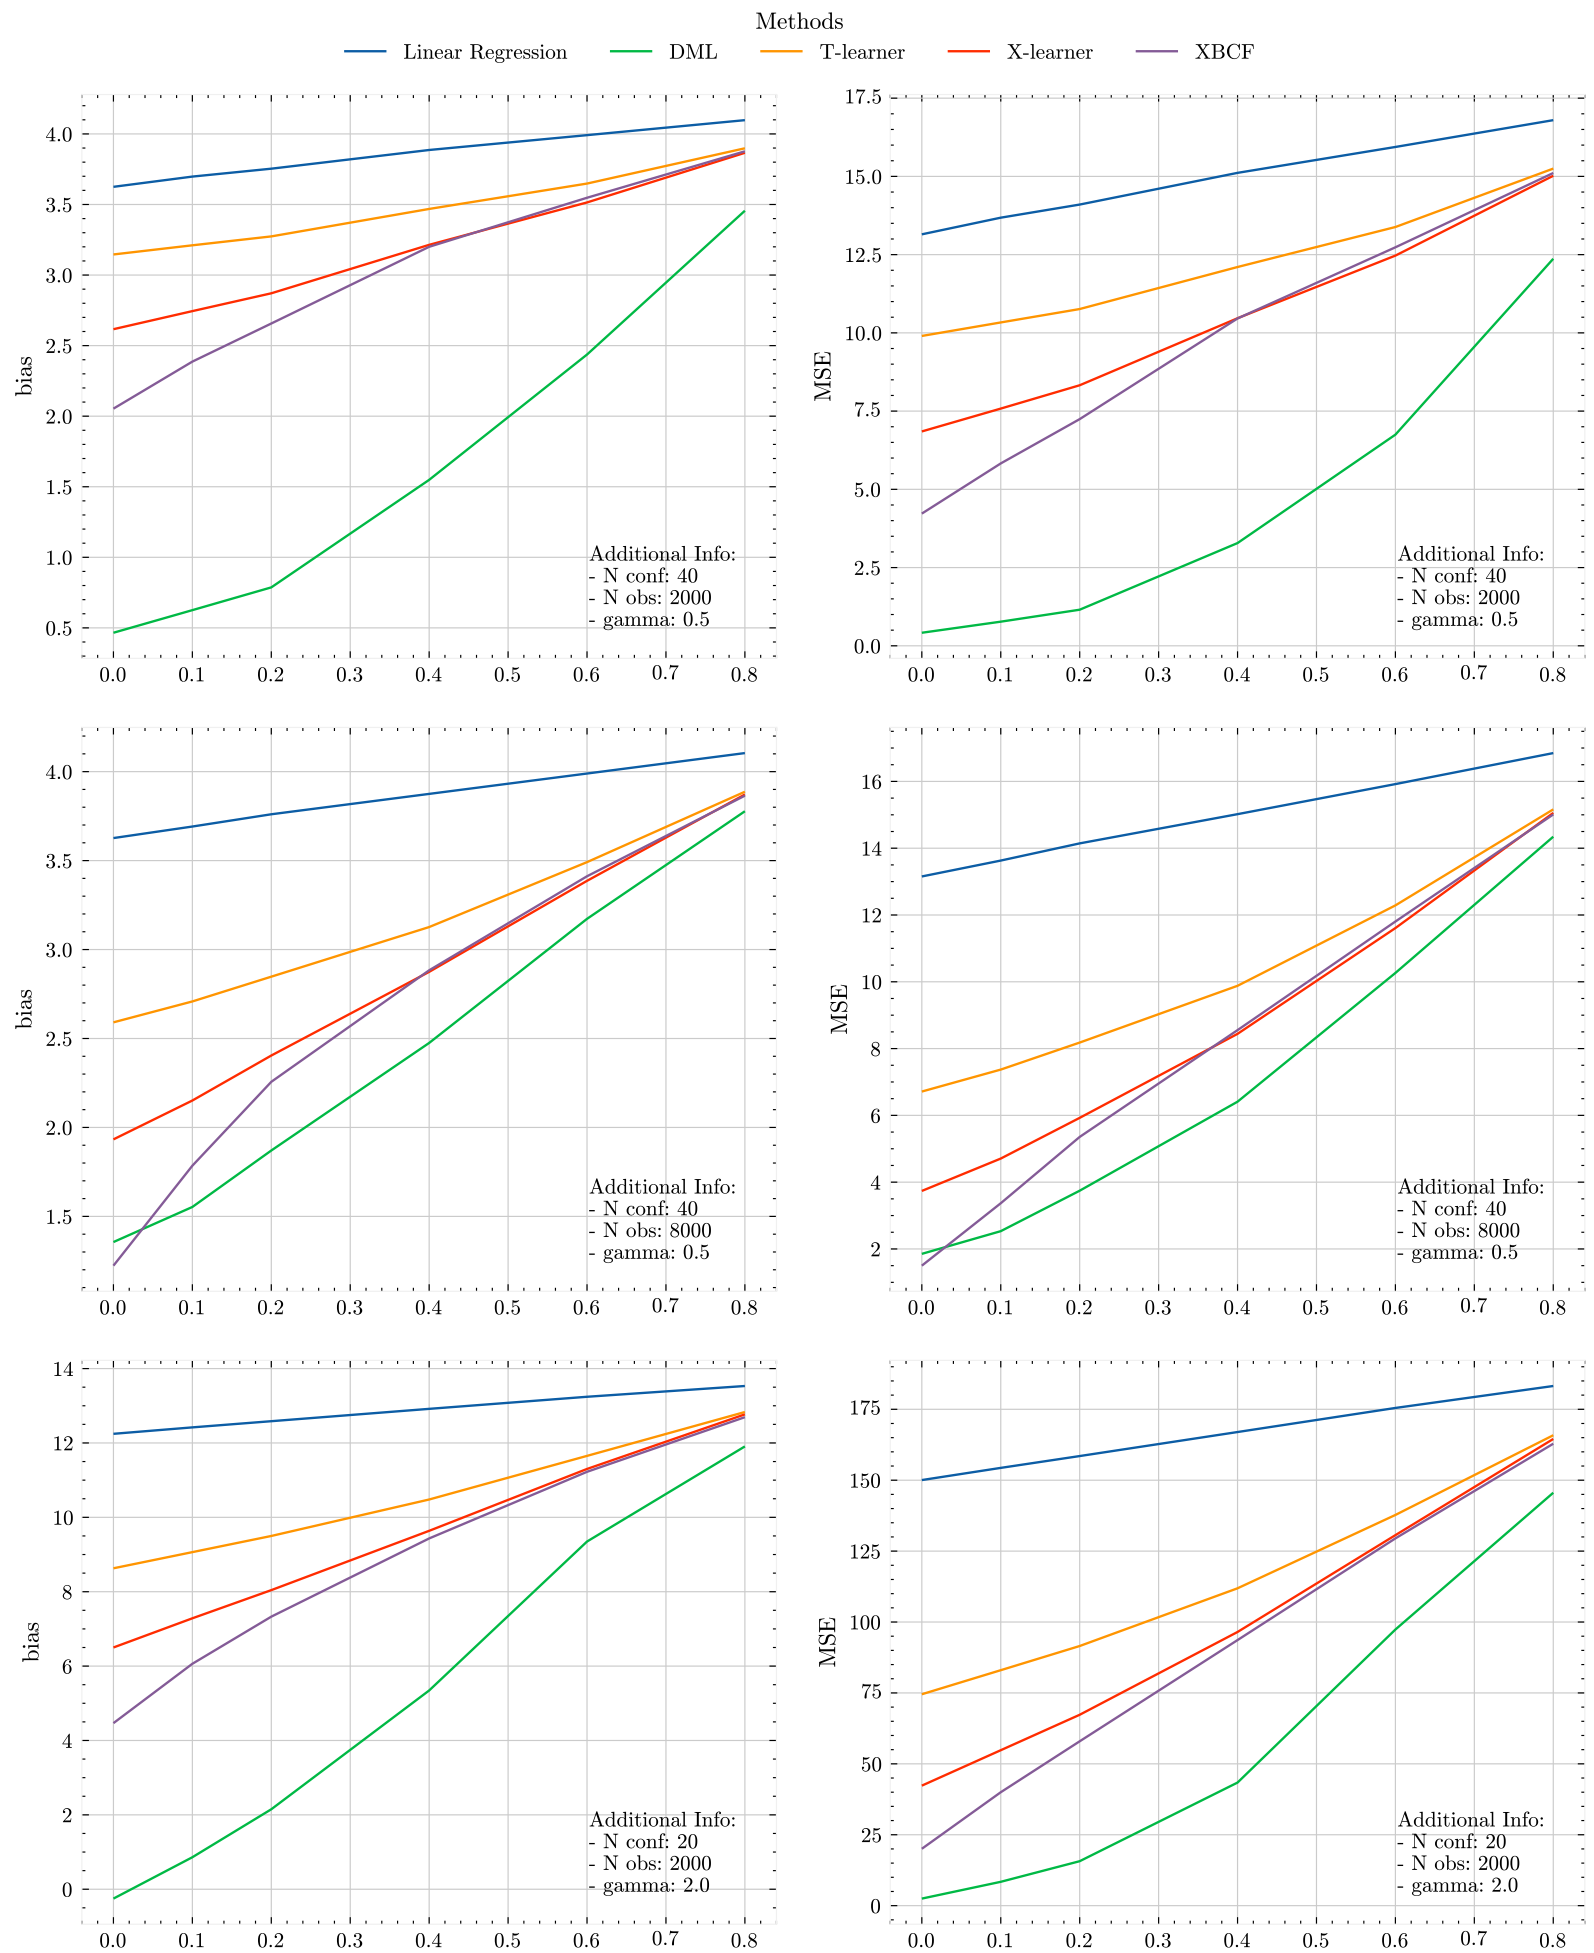 Methods
Linear Regression DML T-learner X-learner XBCF
4.0
3.5
3.0
2.5
2.0
1.5
1.0
0.5
bias
0.0 0.1 0.2 0.3 0.4 0.5 0.6 0.7 0.8
Additional Info:
- N conf: 40
- N obs: 2000
- gamma: 0.5
17.5
15.0
12.5
10.0
7.5
5.0
2.5
0.0
MSE
0.0 0.1 0.2 0.3 0.4 0.5 0.6 0.7 0.8
Additional Info:
- N conf: 40
- N obs: 2000
- gamma: 0.5
4.0
3.5
3.0
2.5
2.0
1.5
bias
0.0 0.1 0.2 0.3 0.4 0.5 0.6 0.7 0.8
Additional Info:
- N conf: 40
- N obs: 8000
- gamma: 0.5
16
14
12
10
8
6
4
2
MSE
0.0 0.1 0.2 0.3 0.4 0.5 0.6 0.7 0.8
Additional Info:
- N conf: 40
- N obs: 8000
- gamma: 0.5
14
12
10
8
6
4
2
0
bias
0.0 0.1 0.2 0.3 0.4 0.5 0.6 0.7 0.8
Additional Info:
- N conf: 20
- N obs: 2000
- gamma: 2.0
175
150
125
100
75
50
25
0
MSE
0.0 0.1 0.2 0.3 0.4 0.5 0.6 0.7 0.8
Additional Info:
- N conf: 20
- N obs: 2000
- gamma: 2.0